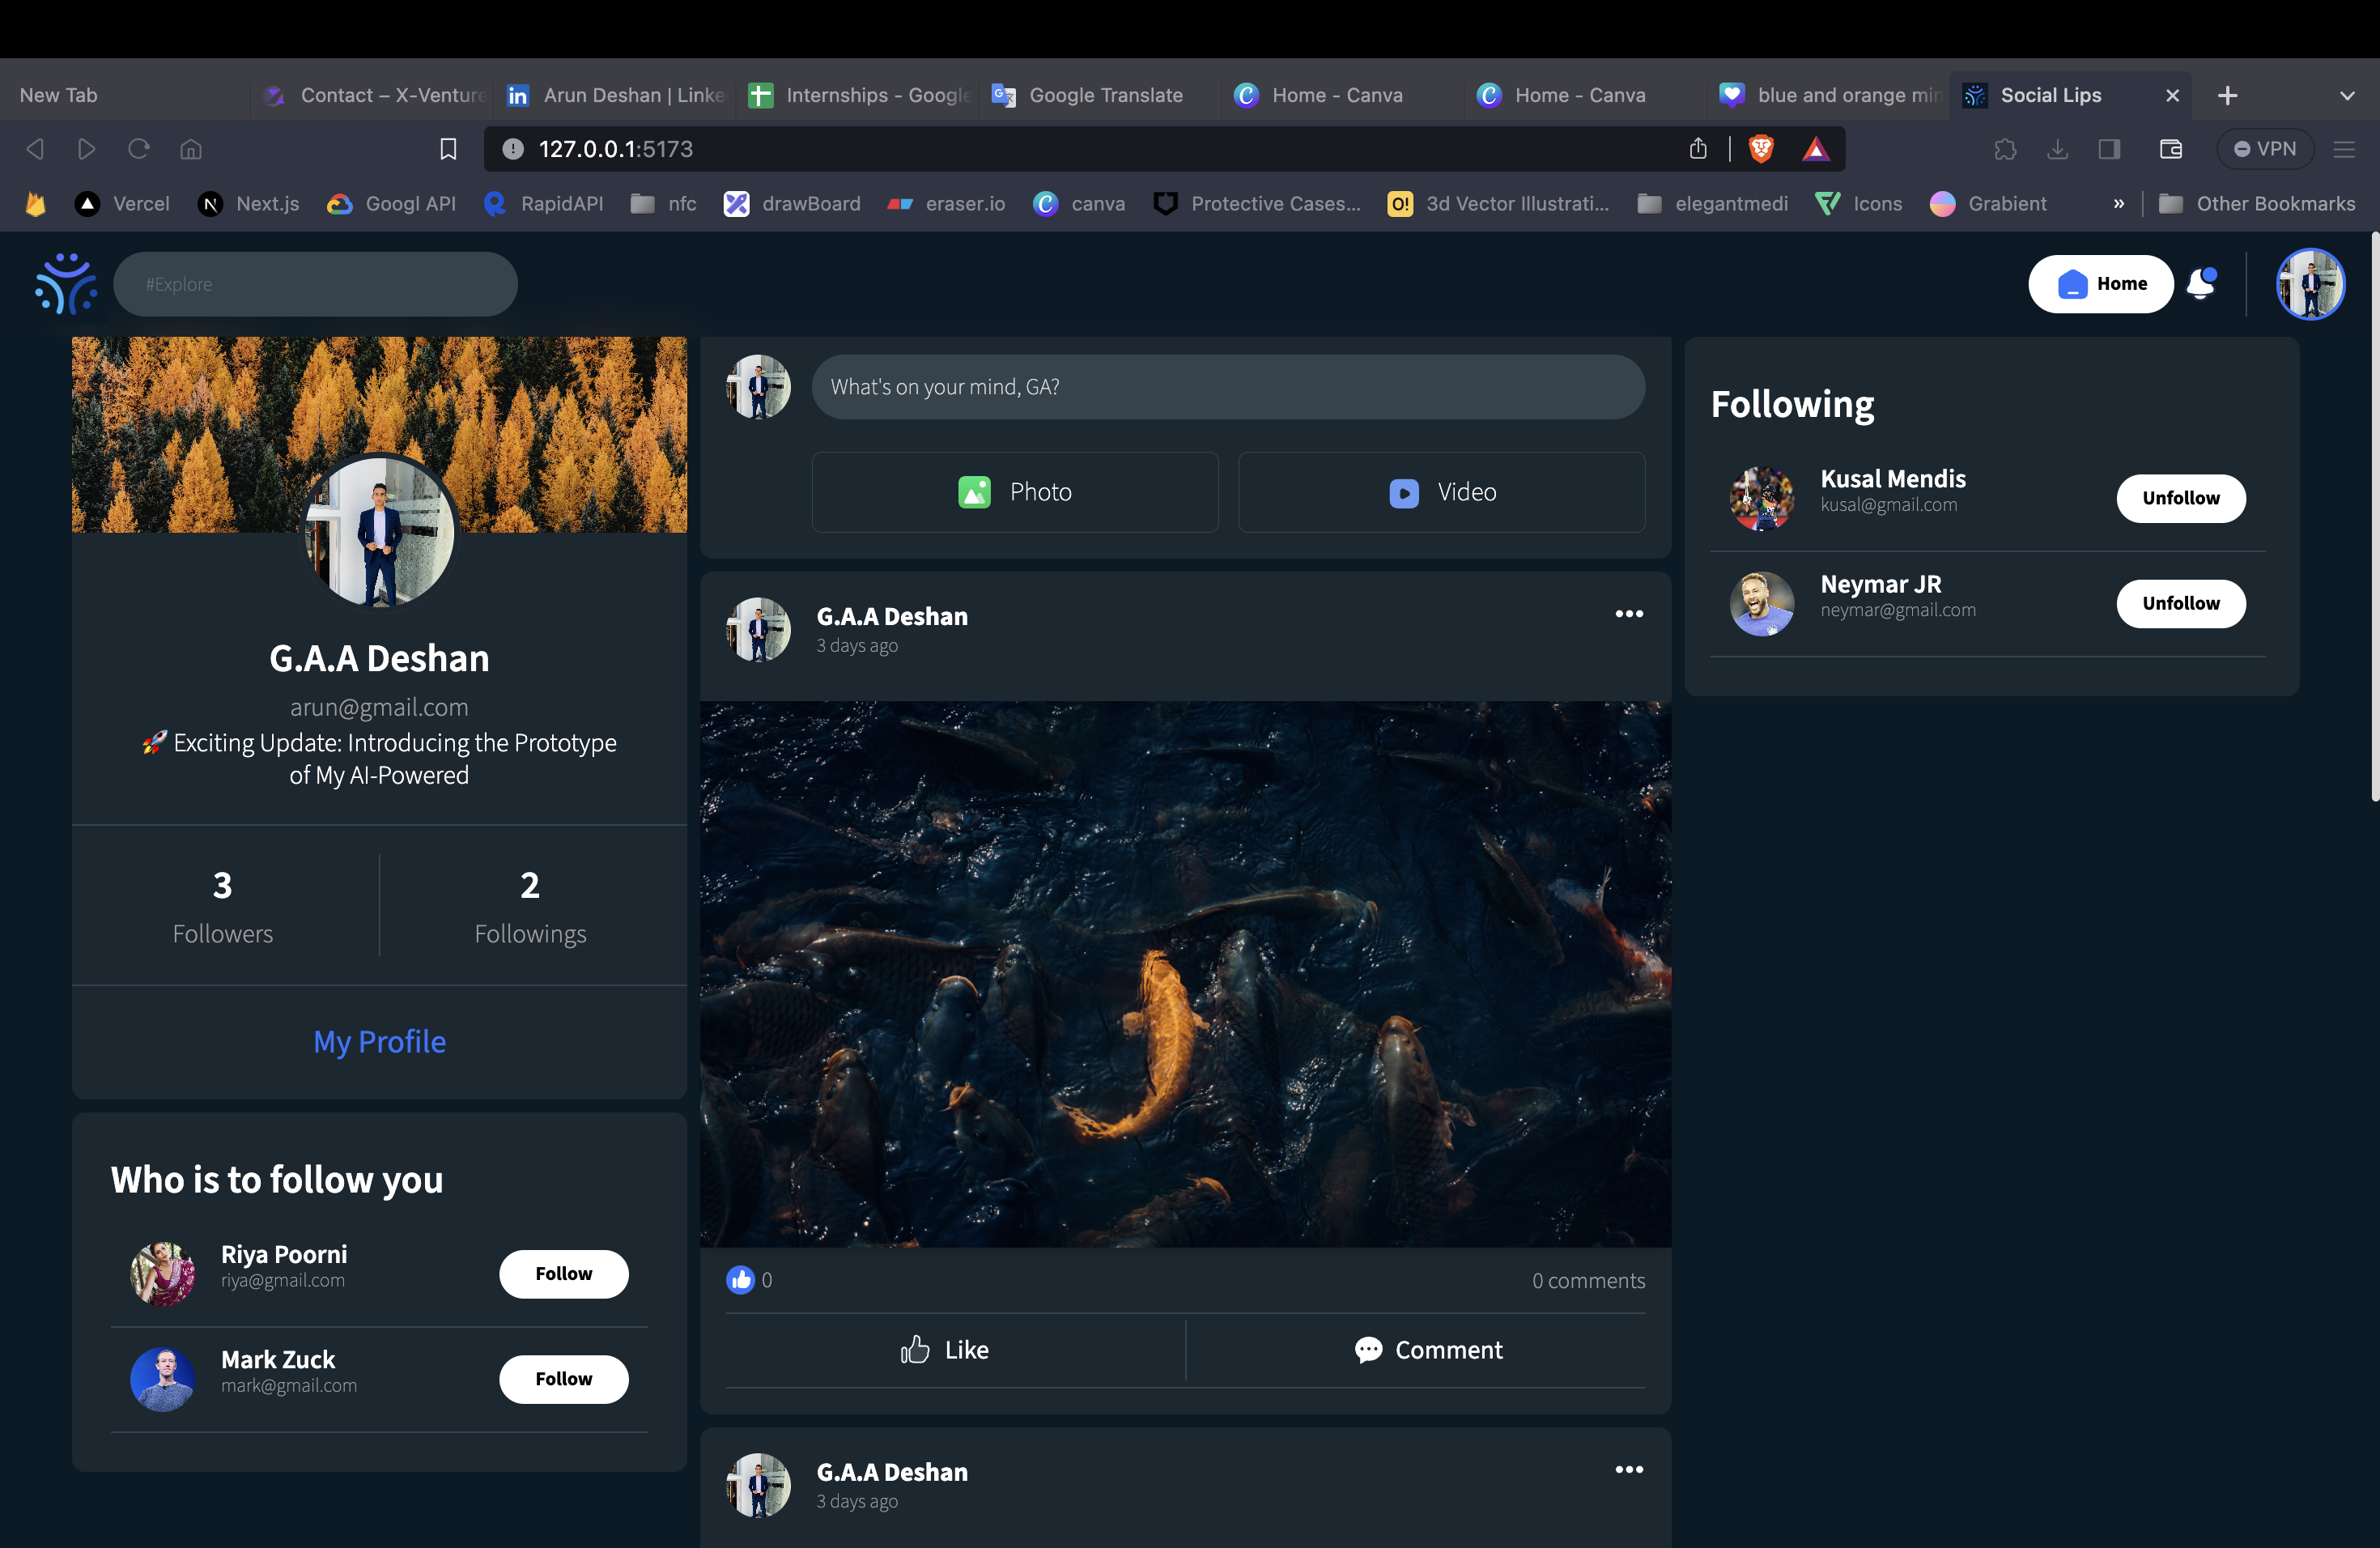 New Tab
Contact – X-Venture
Arun Deshan | Linke
Internships - Google
Google Translate
Home - Canva
Home - Canva
blue and orange min
Social Lips
127.0.0.1:5173
VPN
Vercel
Next.js
Googl API
RapidAPI
nfc
drawBoard
eraser.io
canva
Protective Cases...
O!
3d Vector Illustrati...
elegantmedi
Icons
Grabient
»
Other Bookmarks
#Explore
Home
G.A.A Deshan
arun@gmail.com
🚀 Exciting Update: Introducing the Prototype
of My AI-Powered
3
Followers
2
Followings
My Profile
Who is to follow you
Riya Poorni
riya@gmail.com
Follow
Mark Zuck
mark@gmail.com
Follow
What's on your mind, GA?
Photo
Video
G.A.A Deshan
3 days ago
0
0 comments
Like
Comment
G.A.A Deshan
3 days ago
Following
Kusal Mendis
kusal@gmail.com
Unfollow
Neymar JR
neymar@gmail.com
Unfollow